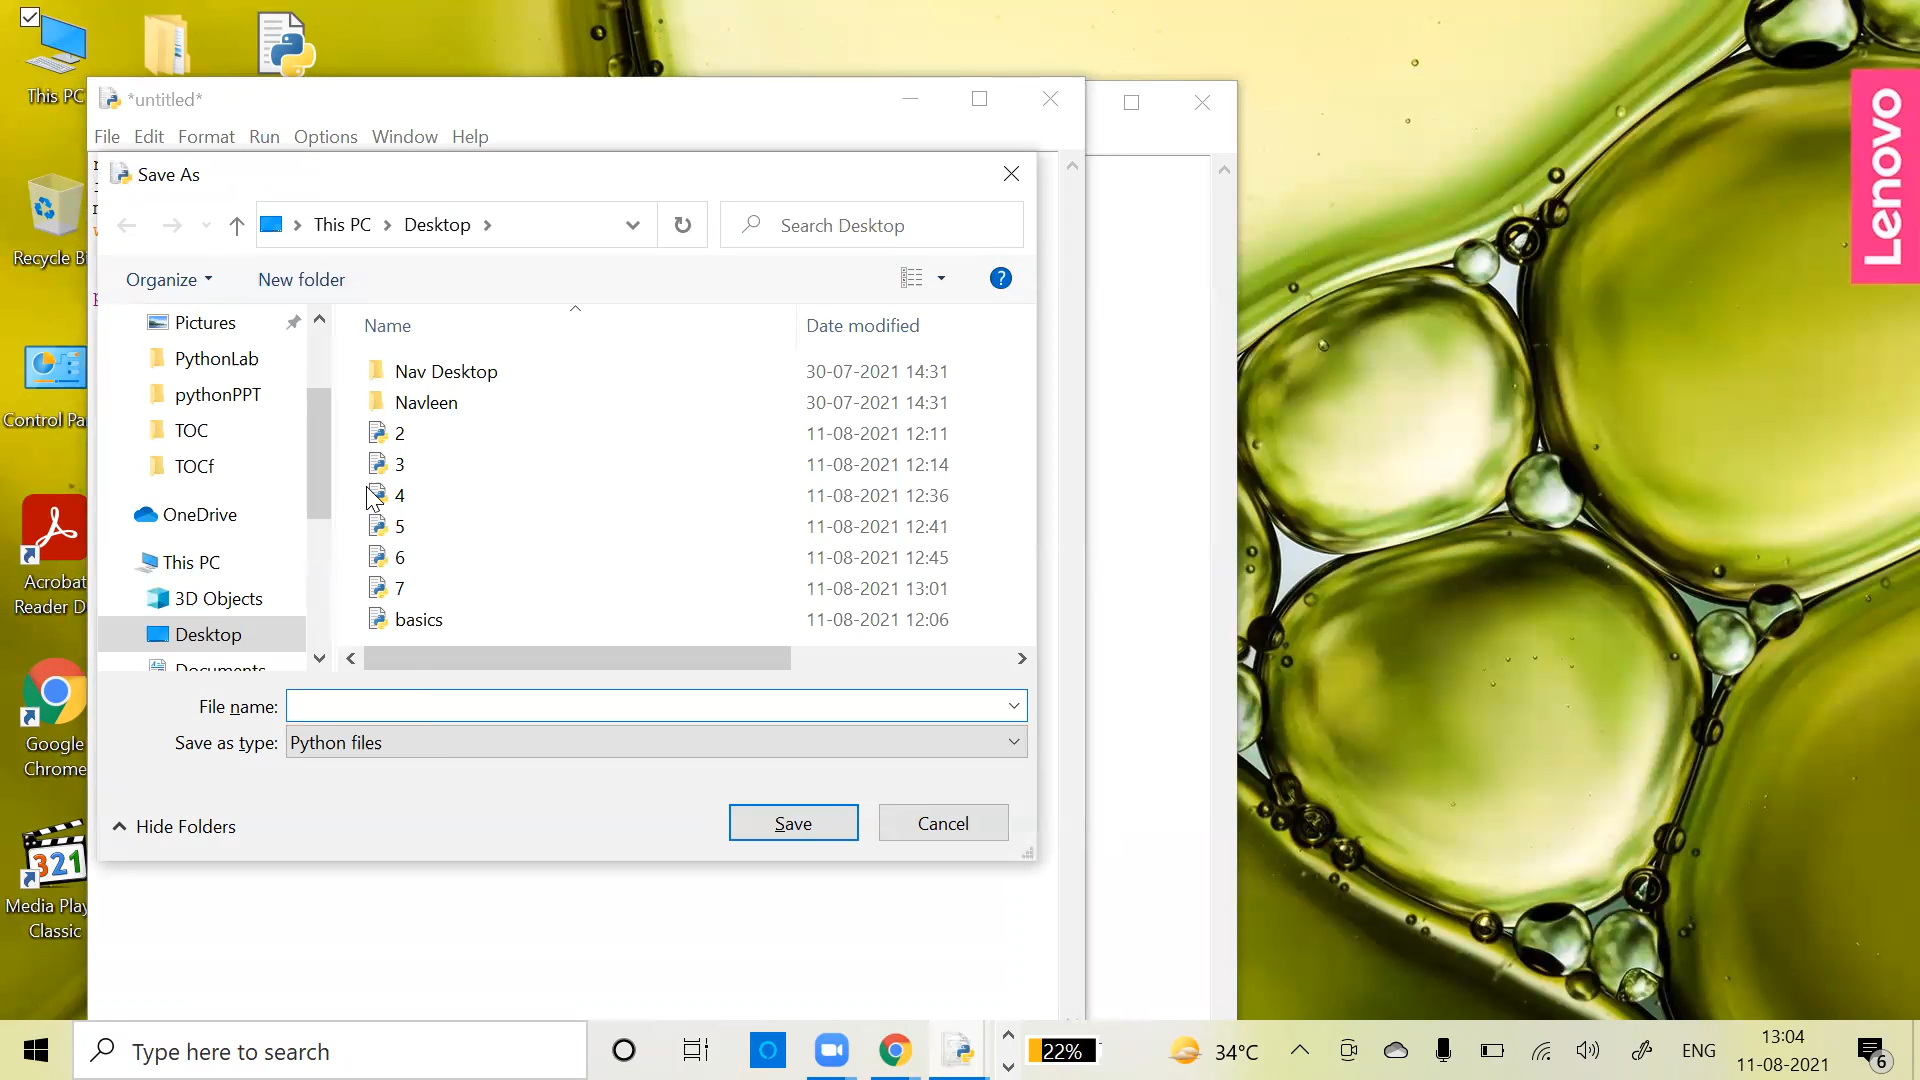 This PC
Recycle Bi
Control Pa
Acrobat
Reader D
Google
Chrome
Media Play
Classic
*untitled*
File Edit Format Run Options Window Help
Save As
This PC Desktop
Search Desktop
Organize New folder
Pictures
PythonLab
pythonPPT
TOC
TOCf
OneDrive
This PC
3D Objects
Desktop
Documents
Name Date modified
Nav Desktop 30-07-2021 14:31
Navleen 30-07-2021 14:31
2 11-08-2021 12:11
3 11-08-2021 12:14
4 11-08-2021 12:36
5 11-08-2021 12:41
6 11-08-2021 12:45
7 11-08-2021 13:01
basics 11-08-2021 12:06
File name:
Save as type: Python files
Hide Folders
Save Cancel
Lenovo
321
Type here to search
22%
34°C
ENG
13:04
11-08-2021
6